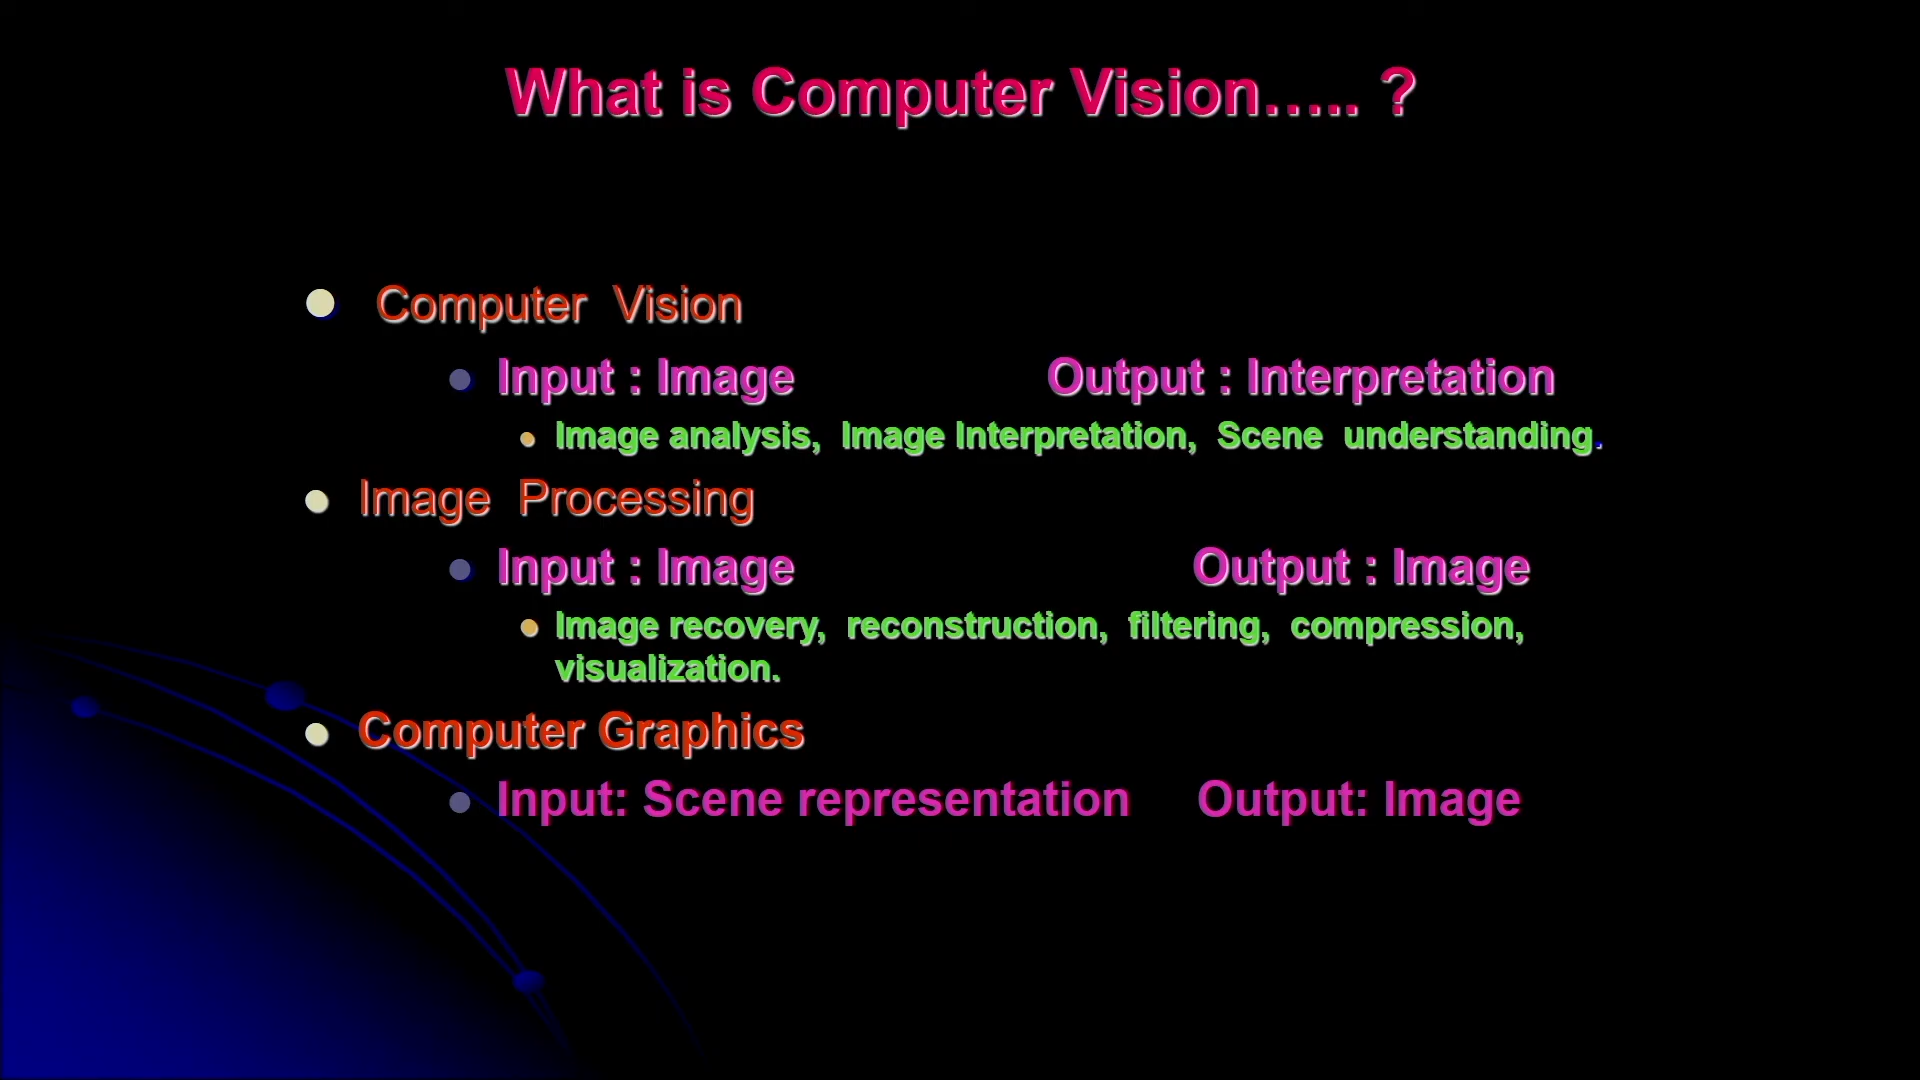 What is Computer Vision….. ?
Computer Vision
Input : Image Output : Interpretation
Image analysis, Image Interpretation, Scene understanding.
Image Processing
Input : Image Output : Image
Image recovery, reconstruction, filtering, compression,
visualization.
Computer Graphics
Input: Scene representation Output: Image